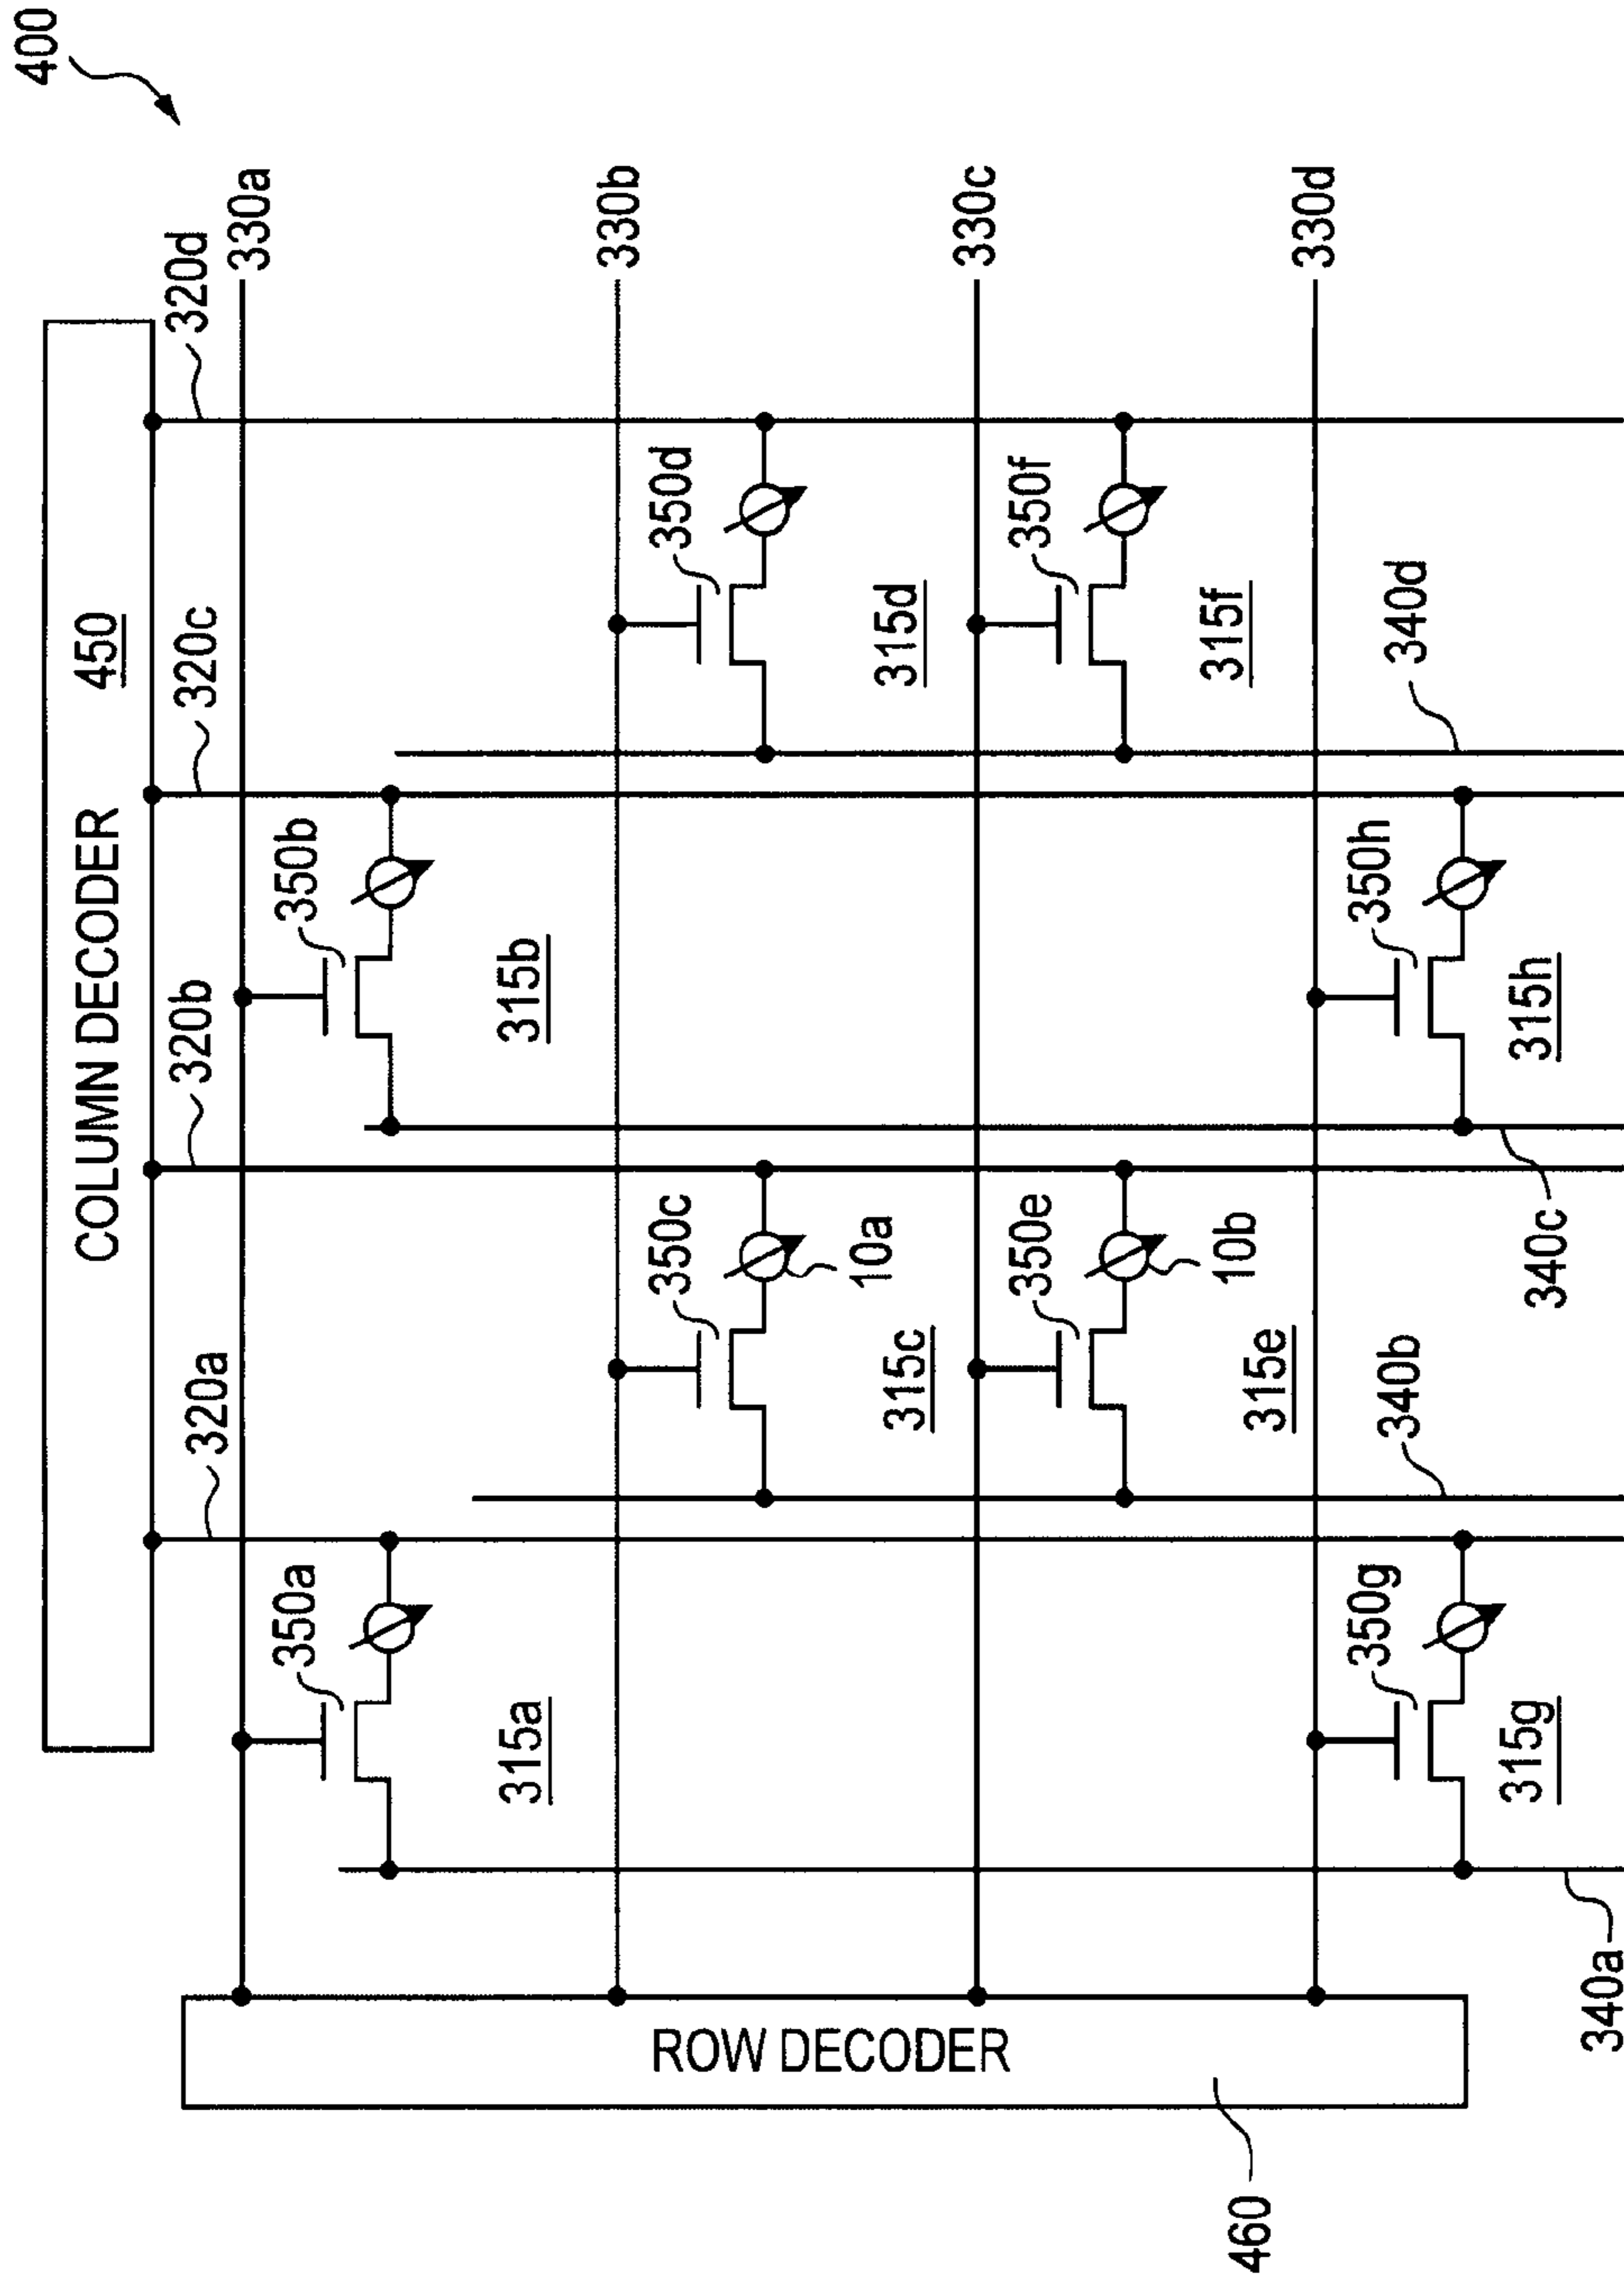 400
COLUMN DECODER 450
320a
320b
320c
320d
330a
350a
350b
315a
315b
330b
350c
350d
10a
315c
315d
330c
350e
350f
10b
315e
315f
330d
340b
340d
350g
350h
315g
315h
340a
340c
ROW DECODER
460